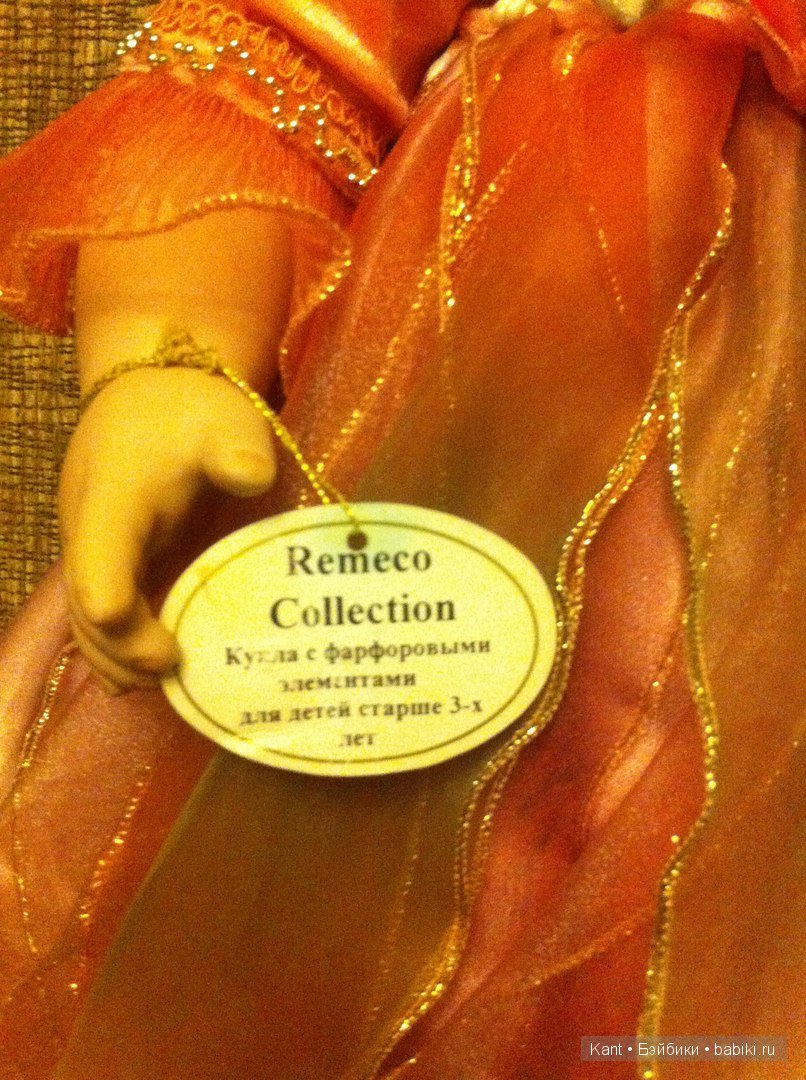 Remeco
Collection
Кукла с фарфоровыми
элементами
для детей старше 3-х
лет
Kant • Бэйбики • babiki.ru